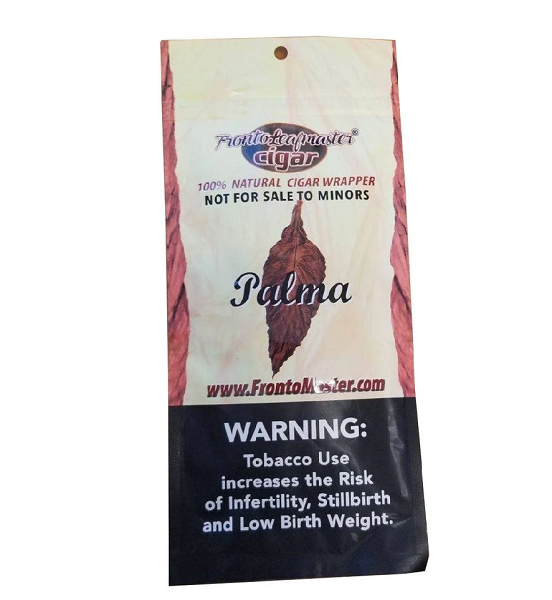 FrontoLeafmaster®
cigar
100% NATURAL CIGAR WRAPPER
NOT FOR SALE TO MINORS
Palma
www.FrontoMaster.com
WARNING:
Tobacco Use
increases the Risk
of Infertility, Stillbirth
and Low Birth Weight.